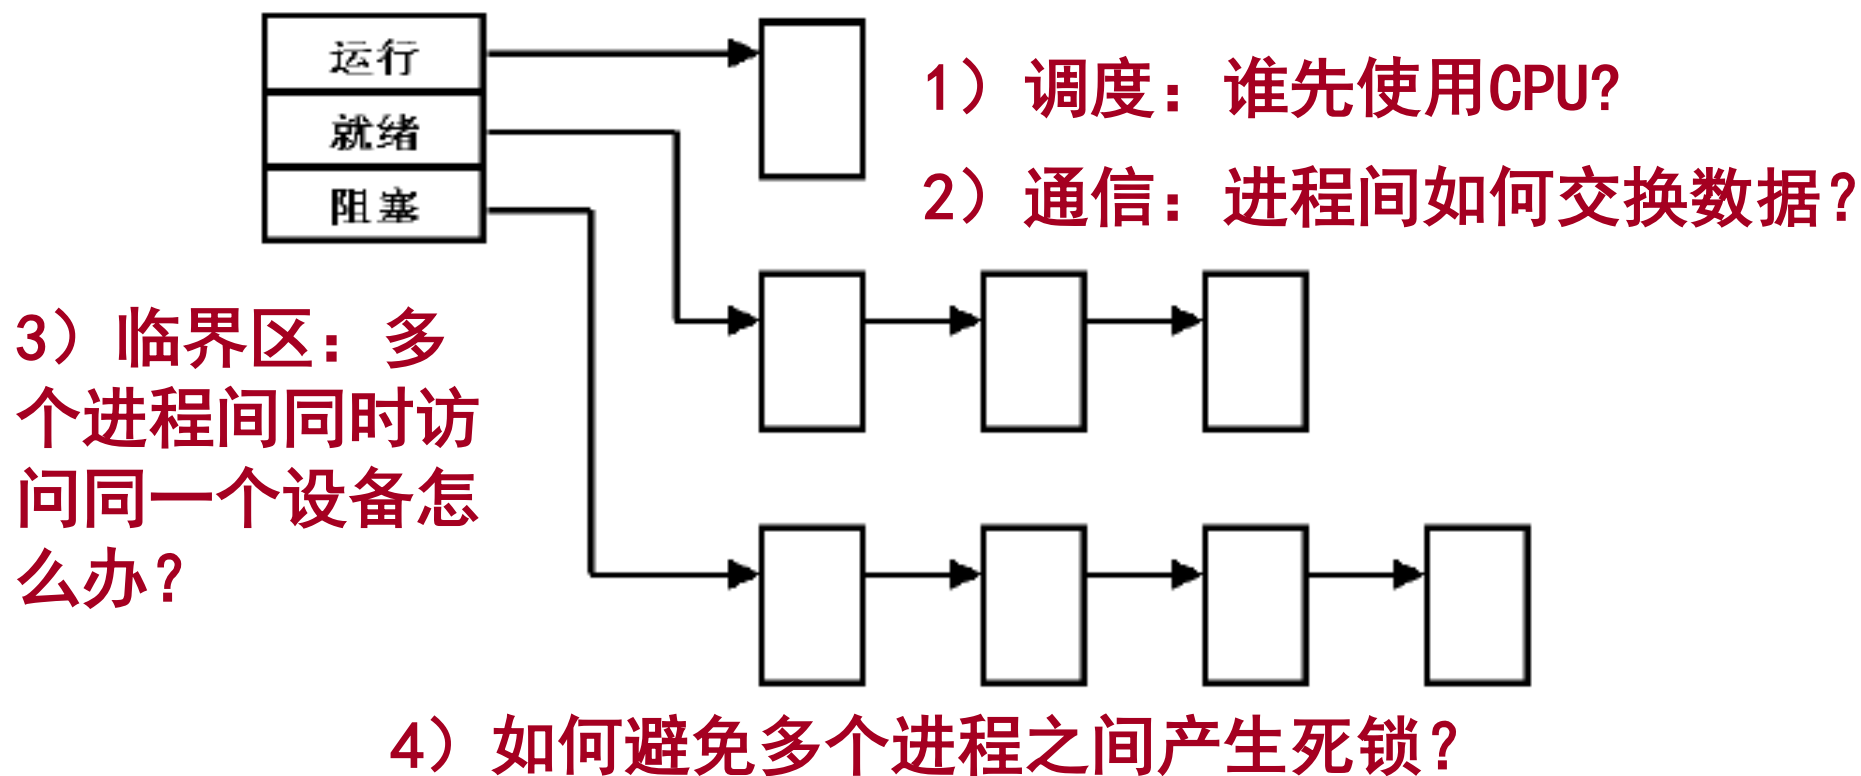 运行
就绪
阻塞
1）调度：谁先使用CPU?
2）通信：进程间如何交换数据？
3）临界区：多
个进程间同时访
问同一个设备怎
么办？
4）如何避免多个进程之间产生死锁？